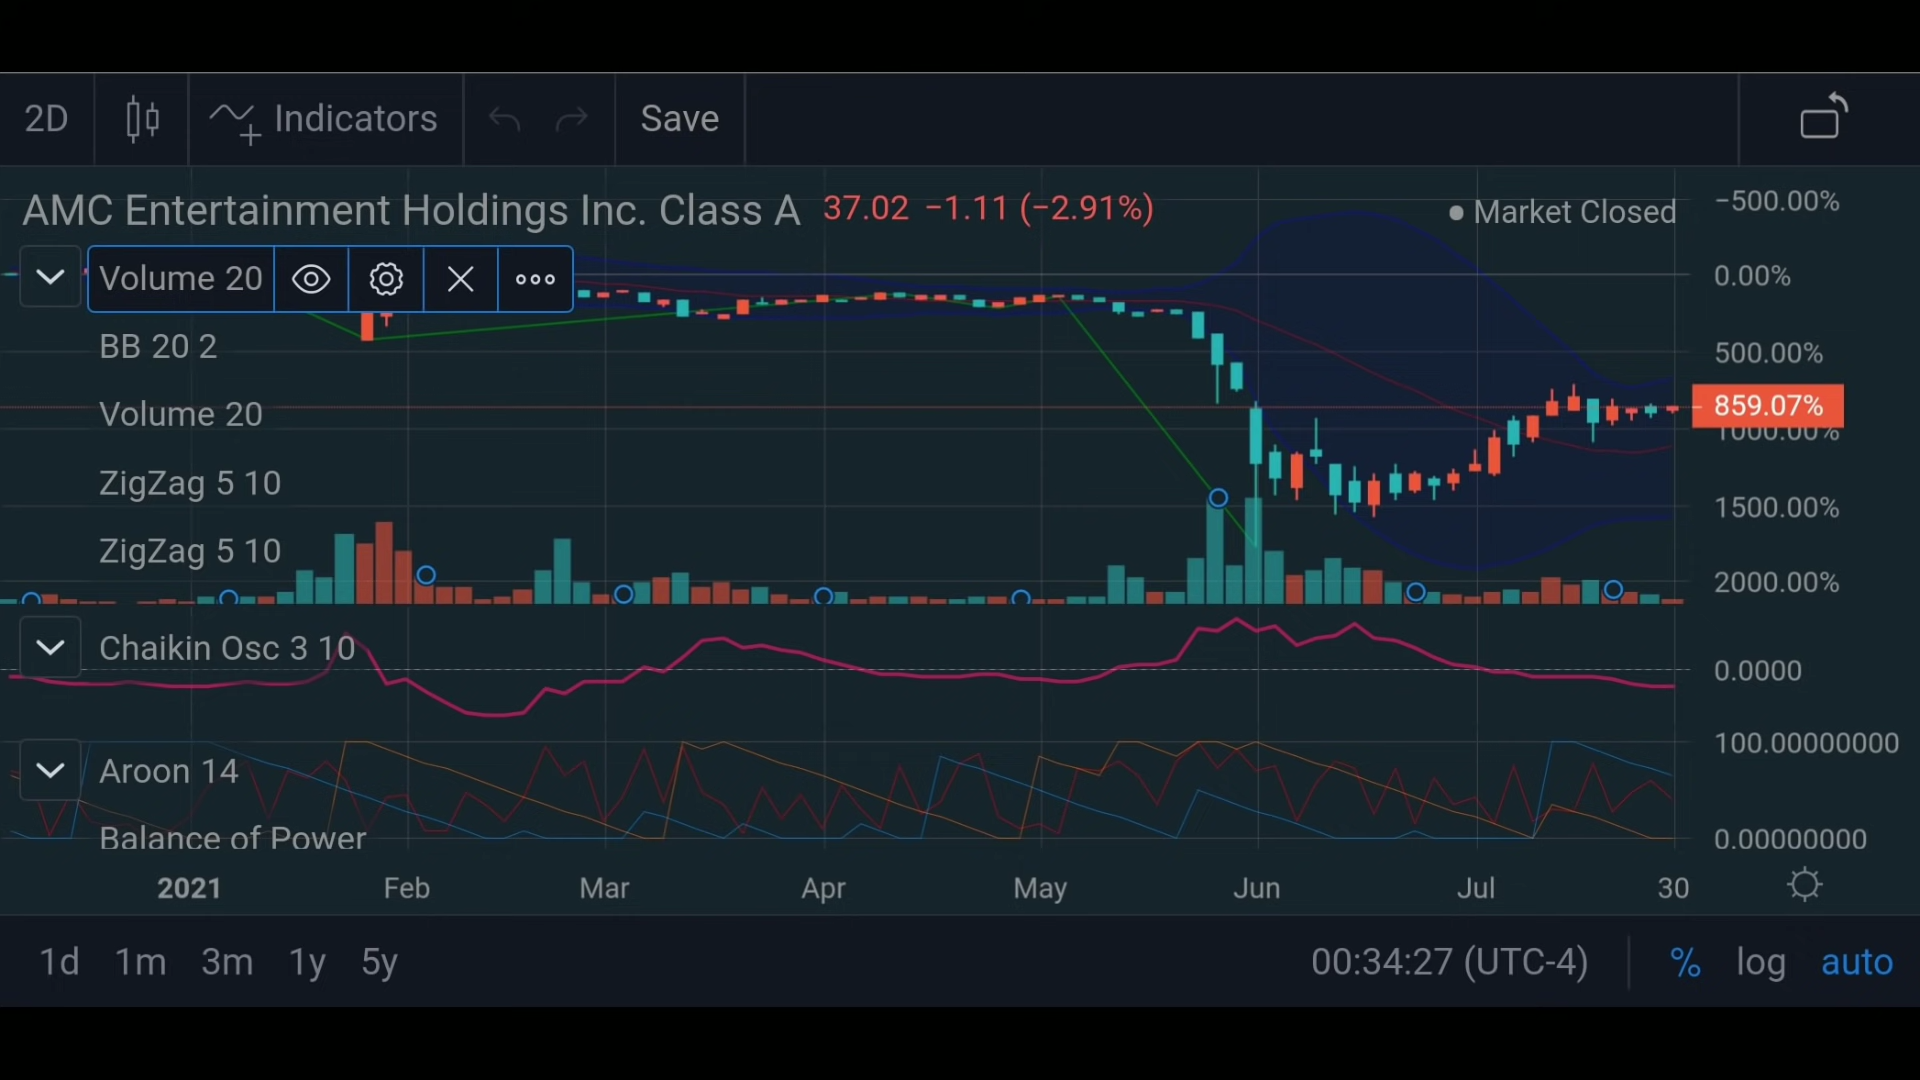 2D Indicators Save
AMC Entertainment Holdings Inc. Class A 37.02 −1.11 (−2.91%) Market Closed
−500.00%
Volume 20
0.00%
BB 20 2
500.00%
Volume 20
859.07%
1000.00%
ZigZag 5 10
1500.00%
ZigZag 5 10
2000.00%
Chaikin Osc 3 10
0.0000
Aroon 14
100.00000000
Balance of Power
0.00000000
2021 Feb Mar Apr May Jun Jul 30
1d 1m 3m 1y 5y 00:34:27 (UTC-4) % log auto